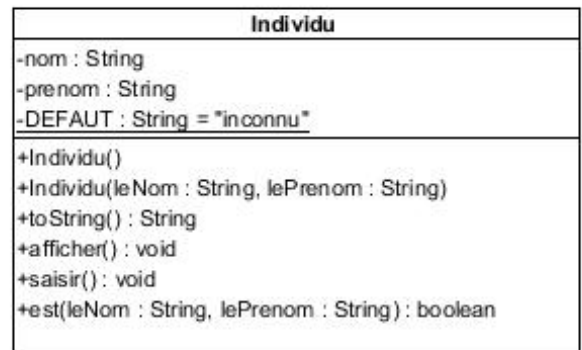 Individu
-nom : String
-prenom : String
-DEFAUT : String = "inconnu"
+Individu()
+Individu(leNom : String, lePrenom : String)
+toString() : String
+afficher() : void
+saisir() : void
+est(leNom : String, lePrenom : String) : boolean